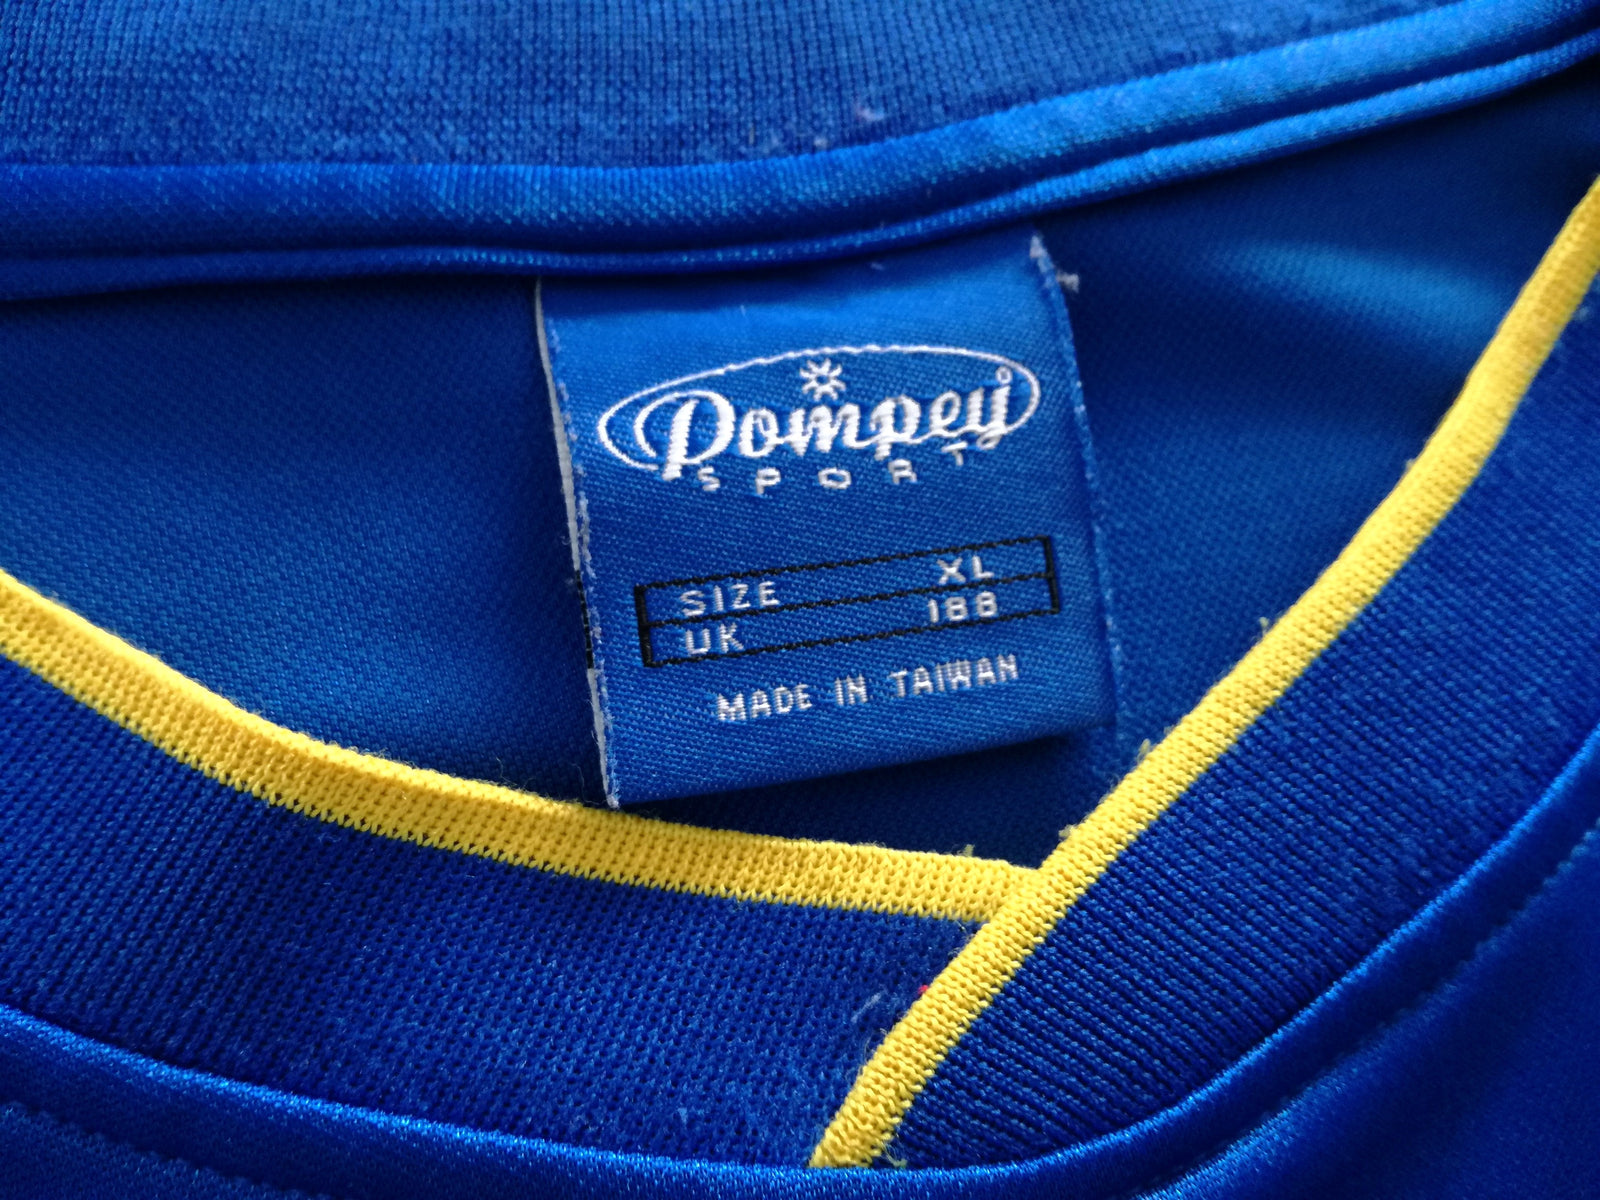 Pompey
SPORT
SIZE XL
UK 188
MADE IN TAIWAN